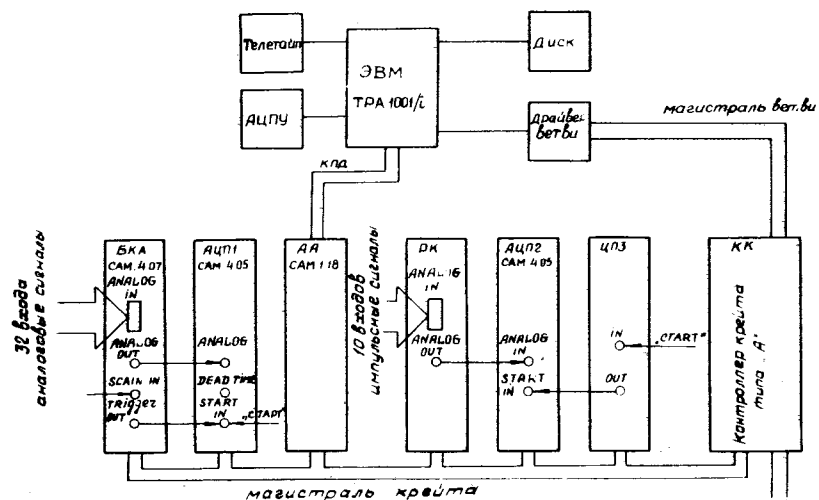 Телетайп
ЭВМ
ТРА 1001/i
Диск
АЦПУ
Драйвер
ветви
магистраль ветви
кпд
32 входа
аналоговые сигналы
БКА
САМ. 4.07
ANALOG
IN
ANALOG
OUT
SCAIN IN
Trigger
OUT
АЦП1
САМ 4.05
ANALOG
DEAD TIME
START
IN
„СТАРТ"
АА
САМ 1.18
10 входов
импульсные сигналы
РК
ANALOG
IN
ANALOG
OUT
АЦП2
САМ 4.05
ANALOG
IN
START
IN
ЦПЗ
IN
„СТАРТ"
OUT
КК
Контроллер крейта
типа „А"
магистраль крейта